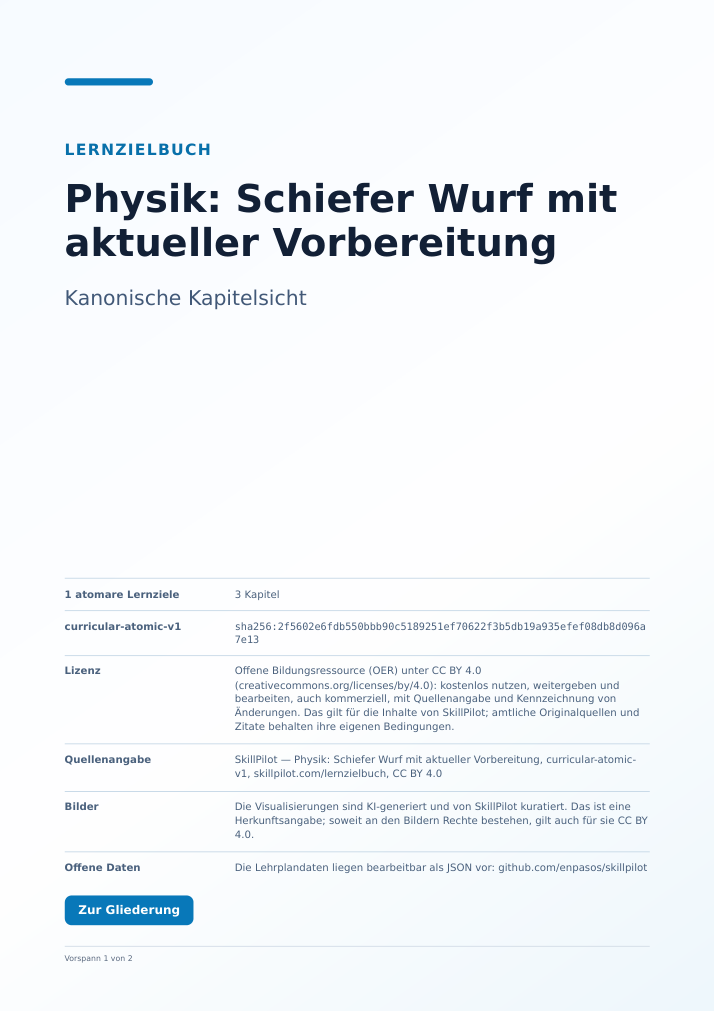 LERNZIELBUCH
Physik: Schiefer Wurf mit
aktueller Vorbereitung
Kanonische Kapitelsicht
1 atomare Lernziele
3 Kapitel
curricular-atomic-v1
sha256:2f5602e6fdb550bbb90c5189251ef70622f3b5db19a935efef08db8d096a
7e13
Lizenz
Offene Bildungsressource (OER) unter CC BY 4.0
(creativecommons.org/licenses/by/4.0): kostenlos nutzen, weitergeben und
bearbeiten, auch kommerziell, mit Quellenangabe und Kennzeichnung von
Änderungen. Das gilt für die Inhalte von SkillPilot; amtliche Originalquellen und
Zitate behalten ihre eigenen Bedingungen.
Quellenangabe
SkillPilot — Physik: Schiefer Wurf mit aktueller Vorbereitung, curricular-atomic-
v1, skillpilot.com/lernzielbuch, CC BY 4.0
Bilder
Die Visualisierungen sind KI-generiert und von SkillPilot kuratiert. Das ist eine
Herkunftsangabe; soweit an den Bildern Rechte bestehen, gilt auch für sie CC BY
4.0.
Offene Daten
Die Lehrplandaten liegen bearbeitbar als JSON vor: github.com/enpasos/skillpilot
Zur Gliederung
Vorspann 1 von 2